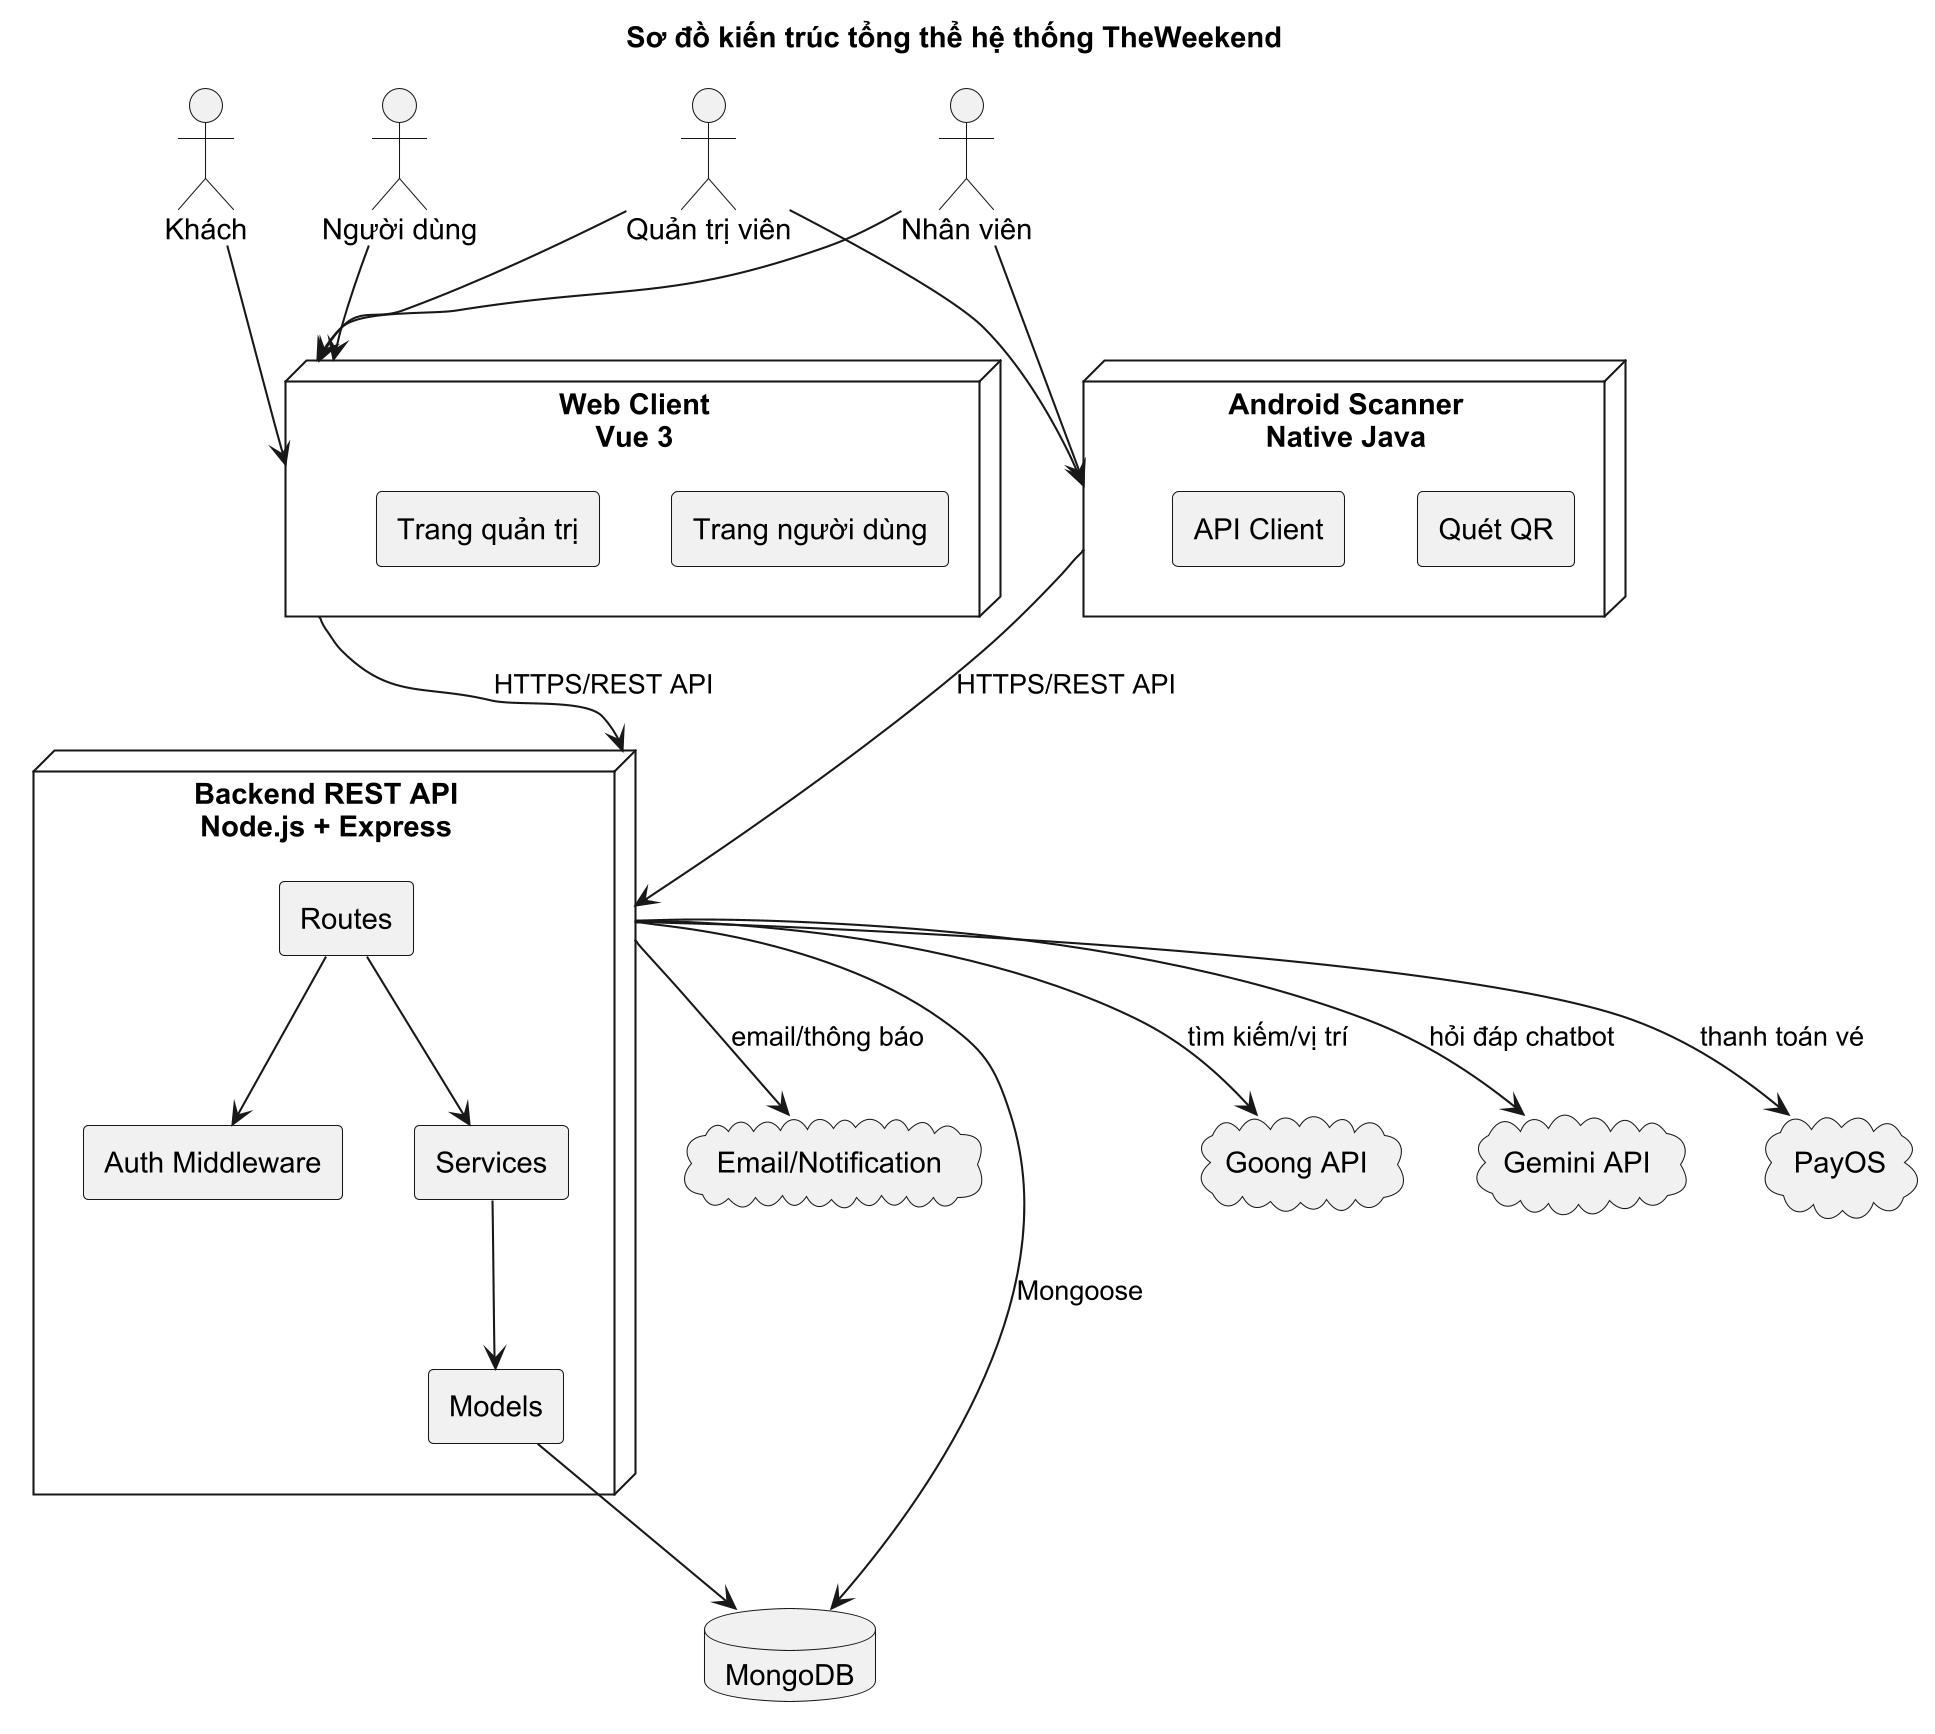 Sơ đồ kiến trúc tổng thể hệ thống TheWeekend
Khách
Người dùng
Quản trị viên
Nhân viên
Web Client
Vue 3
Trang quản trị
Trang người dùng
Android Scanner
Native Java
API Client
Quét QR
HTTPS/REST API
HTTPS/REST API
Backend REST API
Node.js + Express
Routes
Auth Middleware
Services
Models
email/thông báo
tìm kiếm/vị trí
hỏi đáp chatbot
thanh toán vé
Email/Notification
Goong API
Gemini API
PayOS
Mongoose
MongoDB